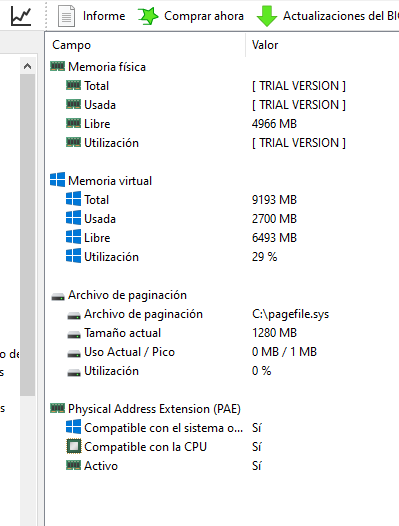 Informe Comprar ahora Actualizaciones del BI
Campo Valor
Memoria física
Total [ TRIAL VERSION ]
Usada [ TRIAL VERSION ]
Libre 4966 MB
Utilización [ TRIAL VERSION ]
Memoria virtual
Total 9193 MB
Usada 2700 MB
Libre 6493 MB
Utilización 29 %
Archivo de paginación
Archivo de paginación C:\pagefile.sys
Tamaño actual 1280 MB
Uso Actual / Pico 0 MB / 1 MB
Utilización 0 %
Physical Address Extension (PAE)
Compatible con el sistema o... Sí
Compatible con la CPU Sí
Activo Sí